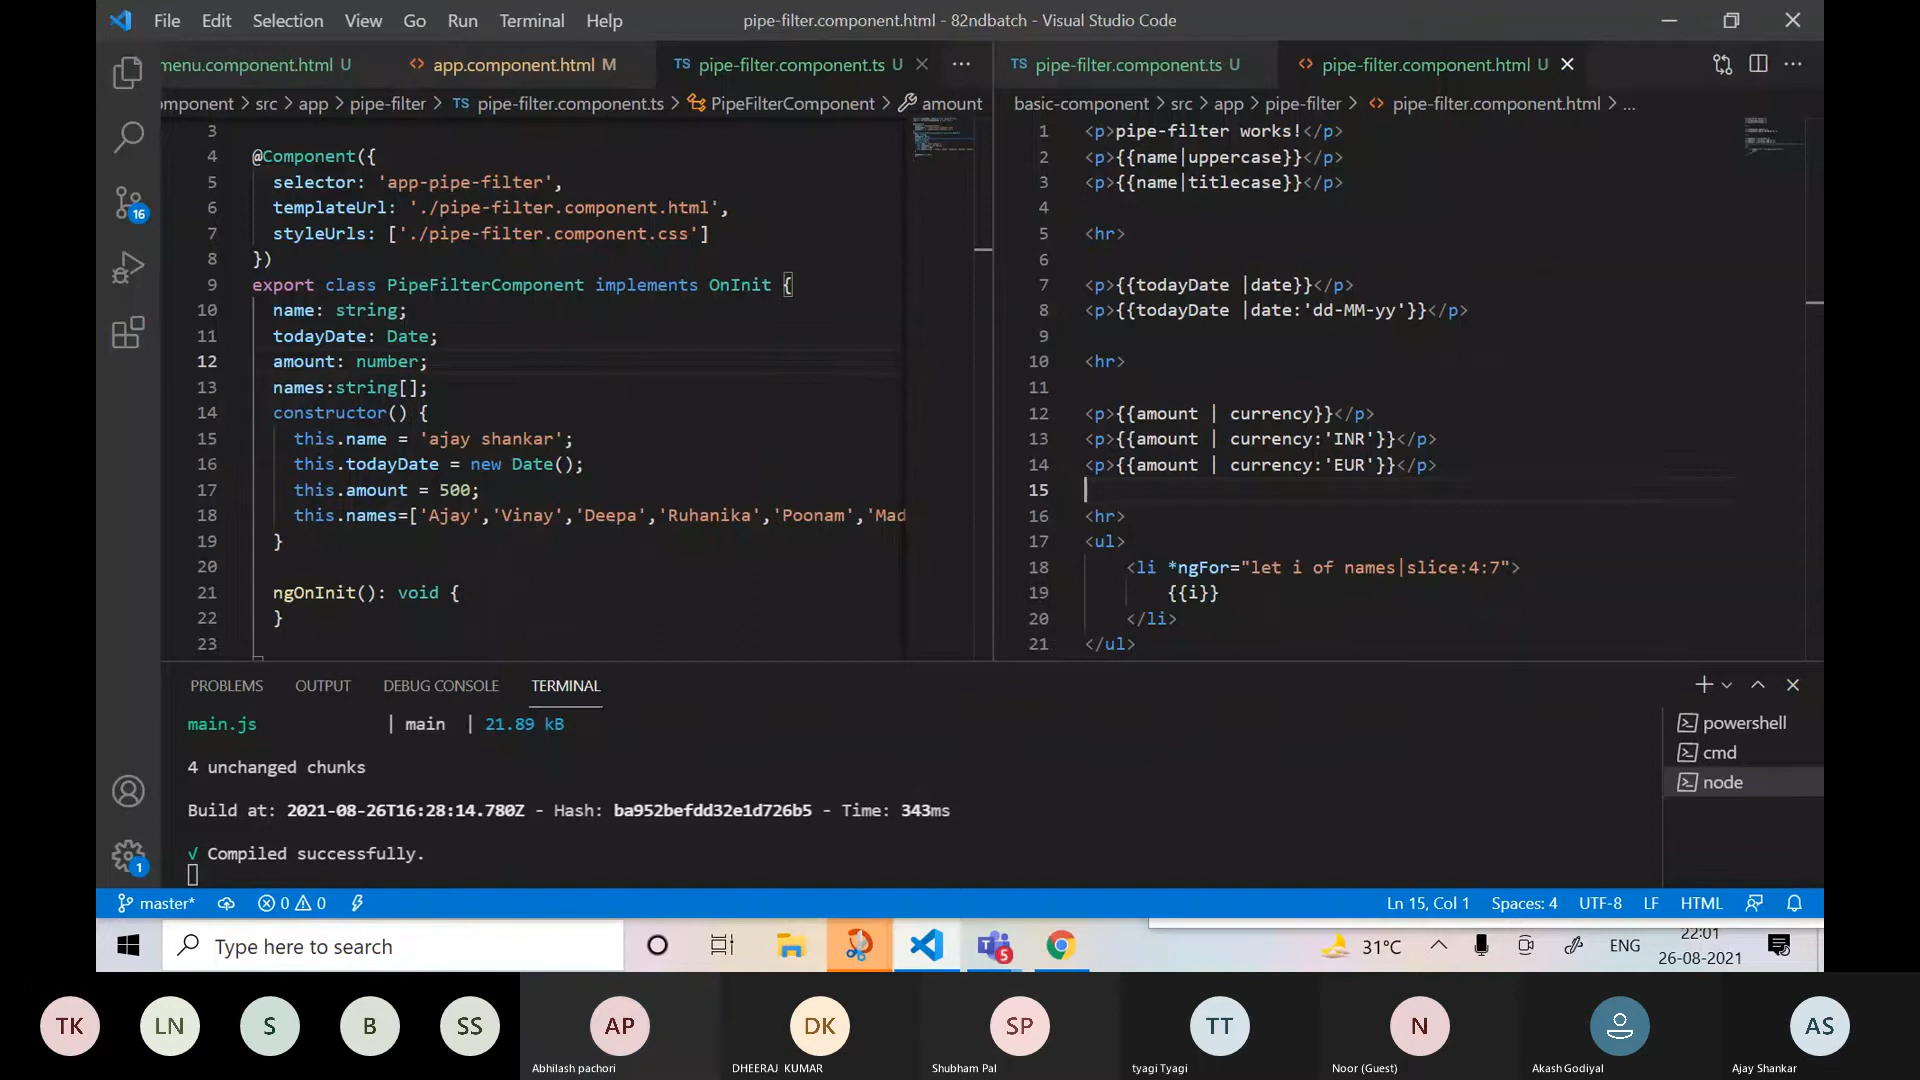 File Edit Selection View Go Run Terminal Help pipe-filter.component.html - 82ndbatch - Visual Studio Code
menu.component.html U <> app.component.html M TS pipe-filter.component.ts U
TS pipe-filter.component.ts U <> pipe-filter.component.html U
omponent > src > app > pipe-filter > TS pipe-filter.component.ts > PipeFilterComponent > amount
basic-component > src > app > pipe-filter > <> pipe-filter.component.html > ...
3
4 @Component({
5 selector: 'app-pipe-filter',
6 templateUrl: './pipe-filter.component.html',
7 styleUrls: ['./pipe-filter.component.css']
8 })
9 export class PipeFilterComponent implements OnInit {
10 name: string;
11 todayDate: Date;
12 amount: number;
13 names:string[];
14 constructor() {
15 this.name = 'ajay shankar';
16 this.todayDate = new Date();
17 this.amount = 500;
18 this.names=['Ajay','Vinay','Deepa','Ruhanika','Poonam','Mad
19 }
20
21 ngOnInit(): void {
22 }
23
1 <p>pipe-filter works!</p>
2 <p>{{name|uppercase}}</p>
3 <p>{{name|titlecase}}</p>
4
5 <hr>
6
7 <p>{{todayDate |date}}</p>
8 <p>{{todayDate |date:'dd-MM-yy'}}</p>
9
10 <hr>
11
12 <p>{{amount | currency}}</p>
13 <p>{{amount | currency:'INR'}}</p>
14 <p>{{amount | currency:'EUR'}}</p>
15
16 <hr>
17 <ul>
18 <li *ngFor="let i of names|slice:4:7">
19 {{i}}
20 </li>
21 </ul>
PROBLEMS OUTPUT DEBUG CONSOLE TERMINAL
main.js | main | 21.89 kB
4 unchanged chunks
Build at: 2021-08-26T16:28:14.780Z - Hash: ba952befdd32e1d726b5 - Time: 343ms
√ Compiled successfully.
powershell
cmd
node
16
1
master* 0 0 Ln 15, Col 1 Spaces: 4 UTF-8 LF HTML
Type here to search 5 31°C ENG 22:01
26-08-2021
TK LN S B SS AP DK SP TT N AS
Abhilash pachori DHEERAJ KUMAR Shubham Pal tyagi Tyagi Noor (Guest) Akash Godiyal Ajay Shankar